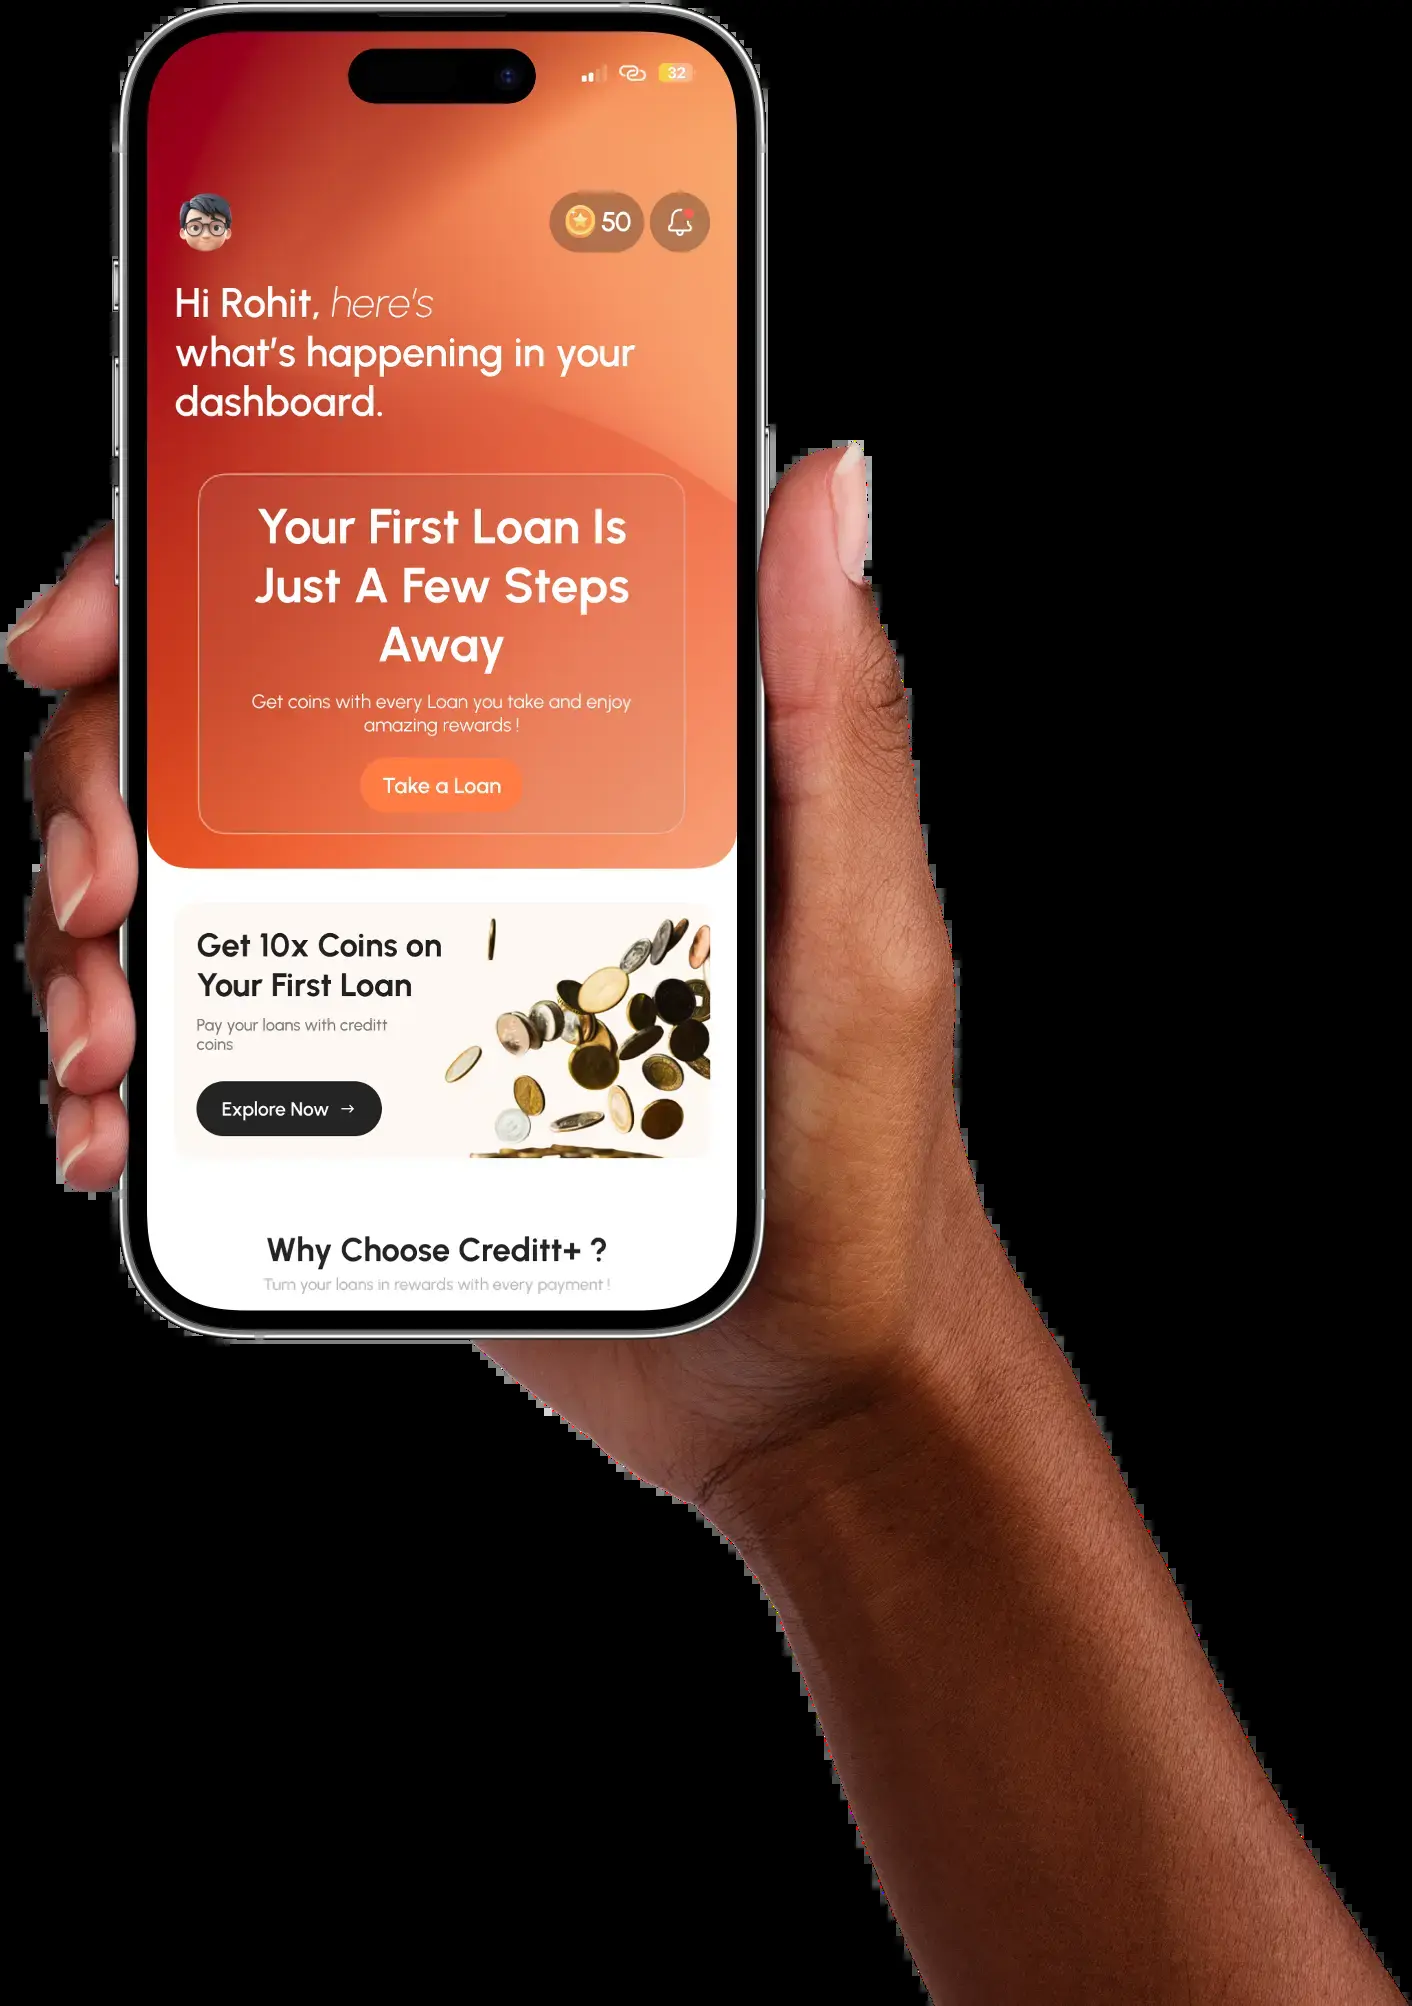 32
50
Hi Rohit, here's
what's happening in your
dashboard.
Your First Loan Is
Just A Few Steps
Away
Get coins with every Loan you take and enjoy
amazing rewards !
Take a Loan
Get 10x Coins on
Your First Loan
Pay your loans with creditt
coins
Explore Now →
Why Choose Creditt+ ?
Turn your loans in rewards with every payment !